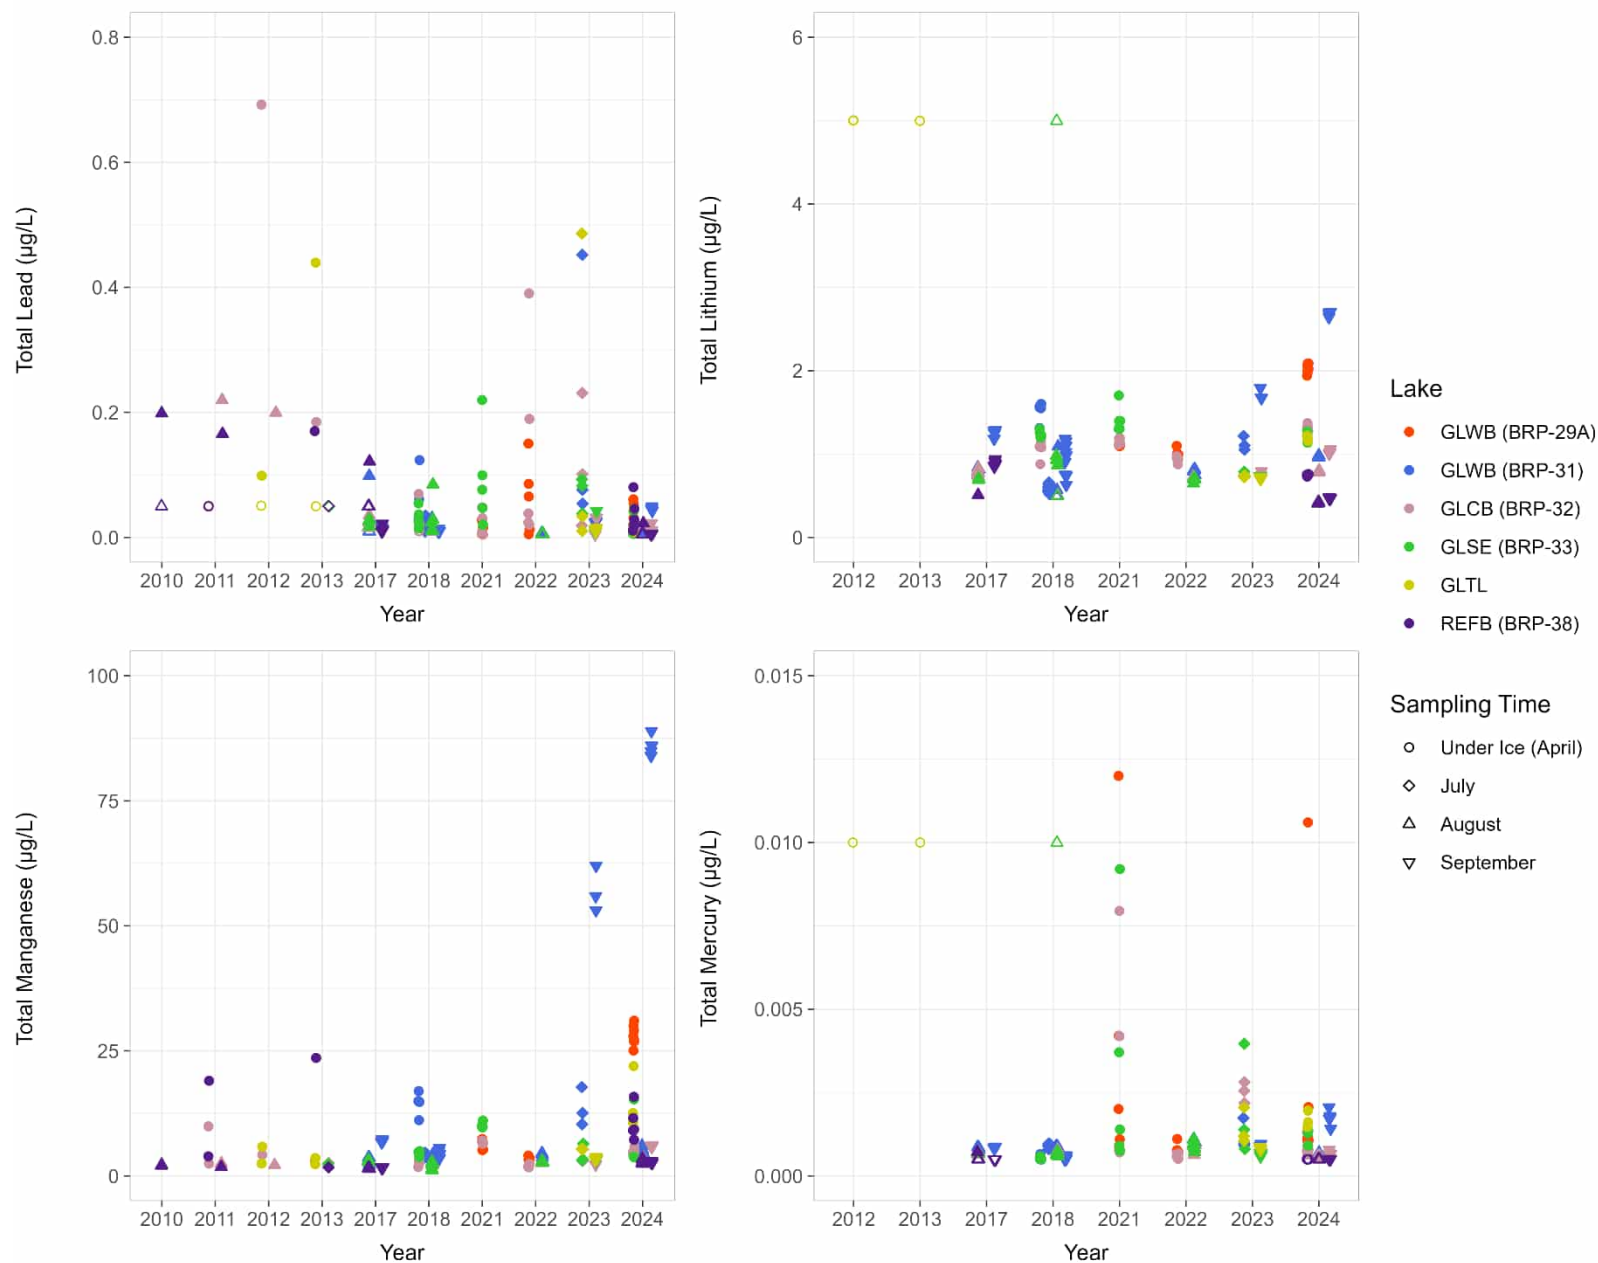 Total Lead (µg/L)
0.8
0.6
0.4
0.2
0.0
2010 2011 2012 2013 2017 2018 2021 2022 2023 2024
Year
Total Lithium (µg/L)
6
4
2
0
2012 2013 2017 2018 2021 2022 2023 2024
Year
Total Manganese (µg/L)
100
75
50
25
0
2010 2011 2012 2013 2017 2018 2021 2022 2023 2024
Year
Total Mercury (µg/L)
0.015
0.010
0.005
0.000
2012 2013 2017 2018 2021 2022 2023 2024
Year
Lake
GLWB (BRP-29A)
GLWB (BRP-31)
GLCB (BRP-32)
GLSE (BRP-33)
GLTL
REFB (BRP-38)
Sampling Time
Under Ice (April)
July
August
September